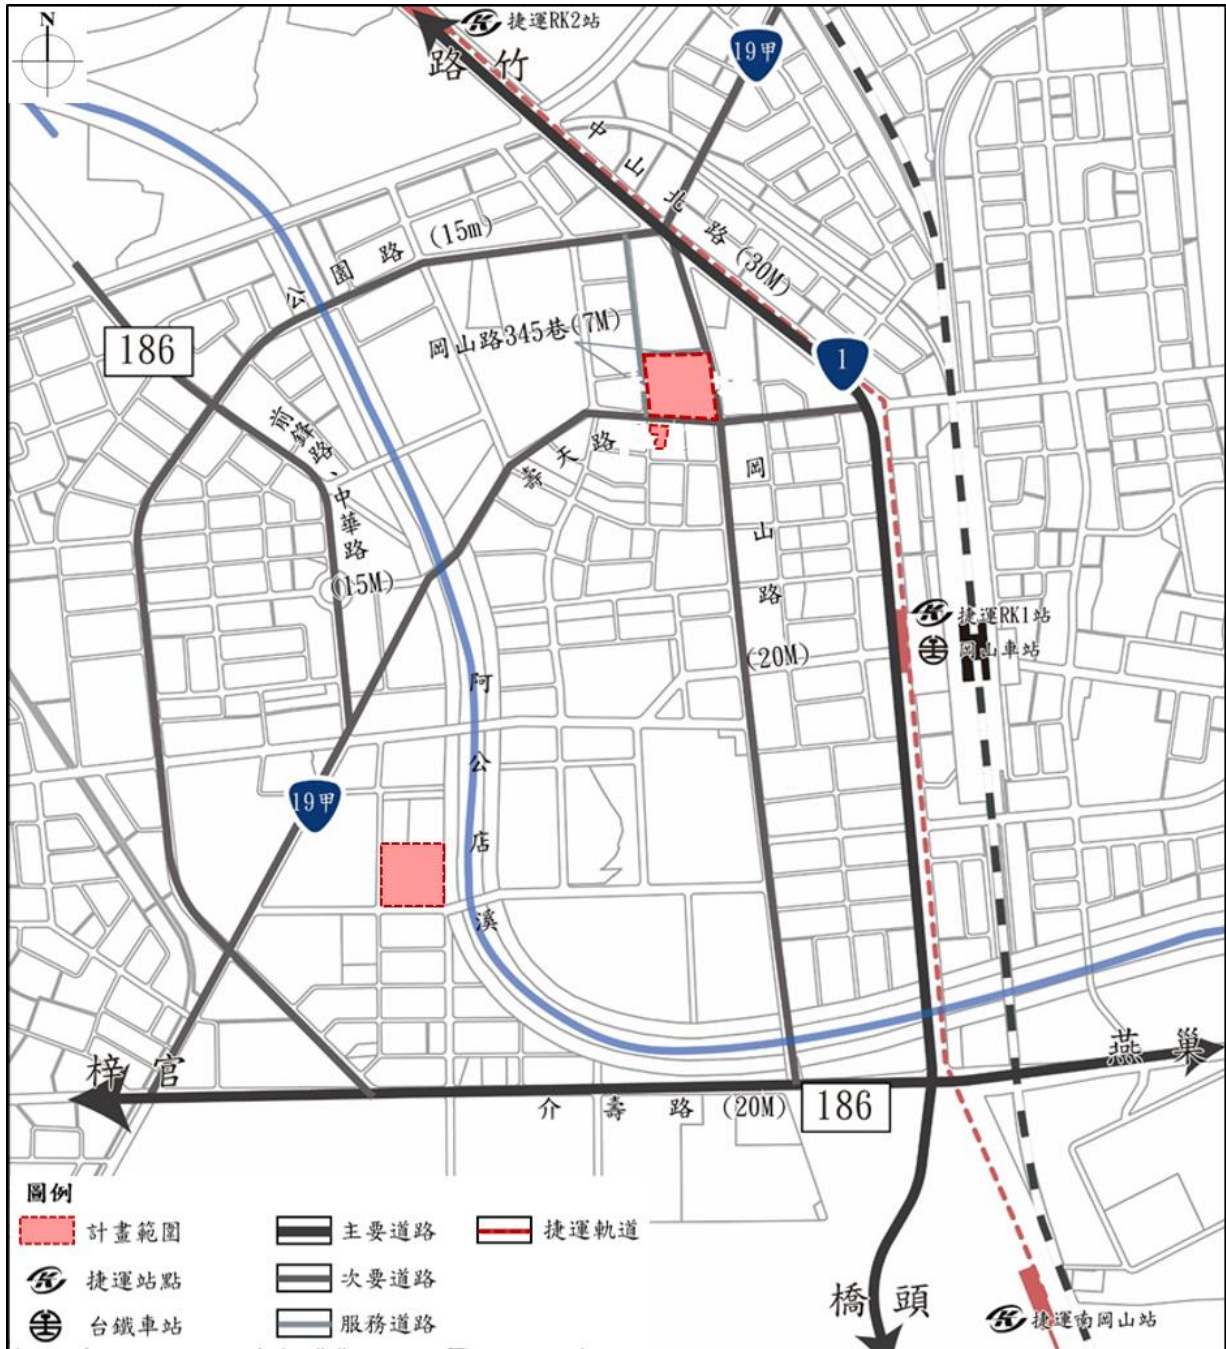 N
捷運RK2站
路竹
19甲
中山北路(30M)
公園路(15m)
岡山路345巷(7M)
186
1
前鋒路、中華路(15M)
壽天路
岡山路(20M)
捷運RK1站
岡山車站
阿公店溪
19甲
梓官
燕巢
介壽路(20M)
186
橋頭
捷運南岡山站
圖例
計畫範圍
主要道路
捷運軌道
捷運站點
次要道路
台鐵車站
服務道路